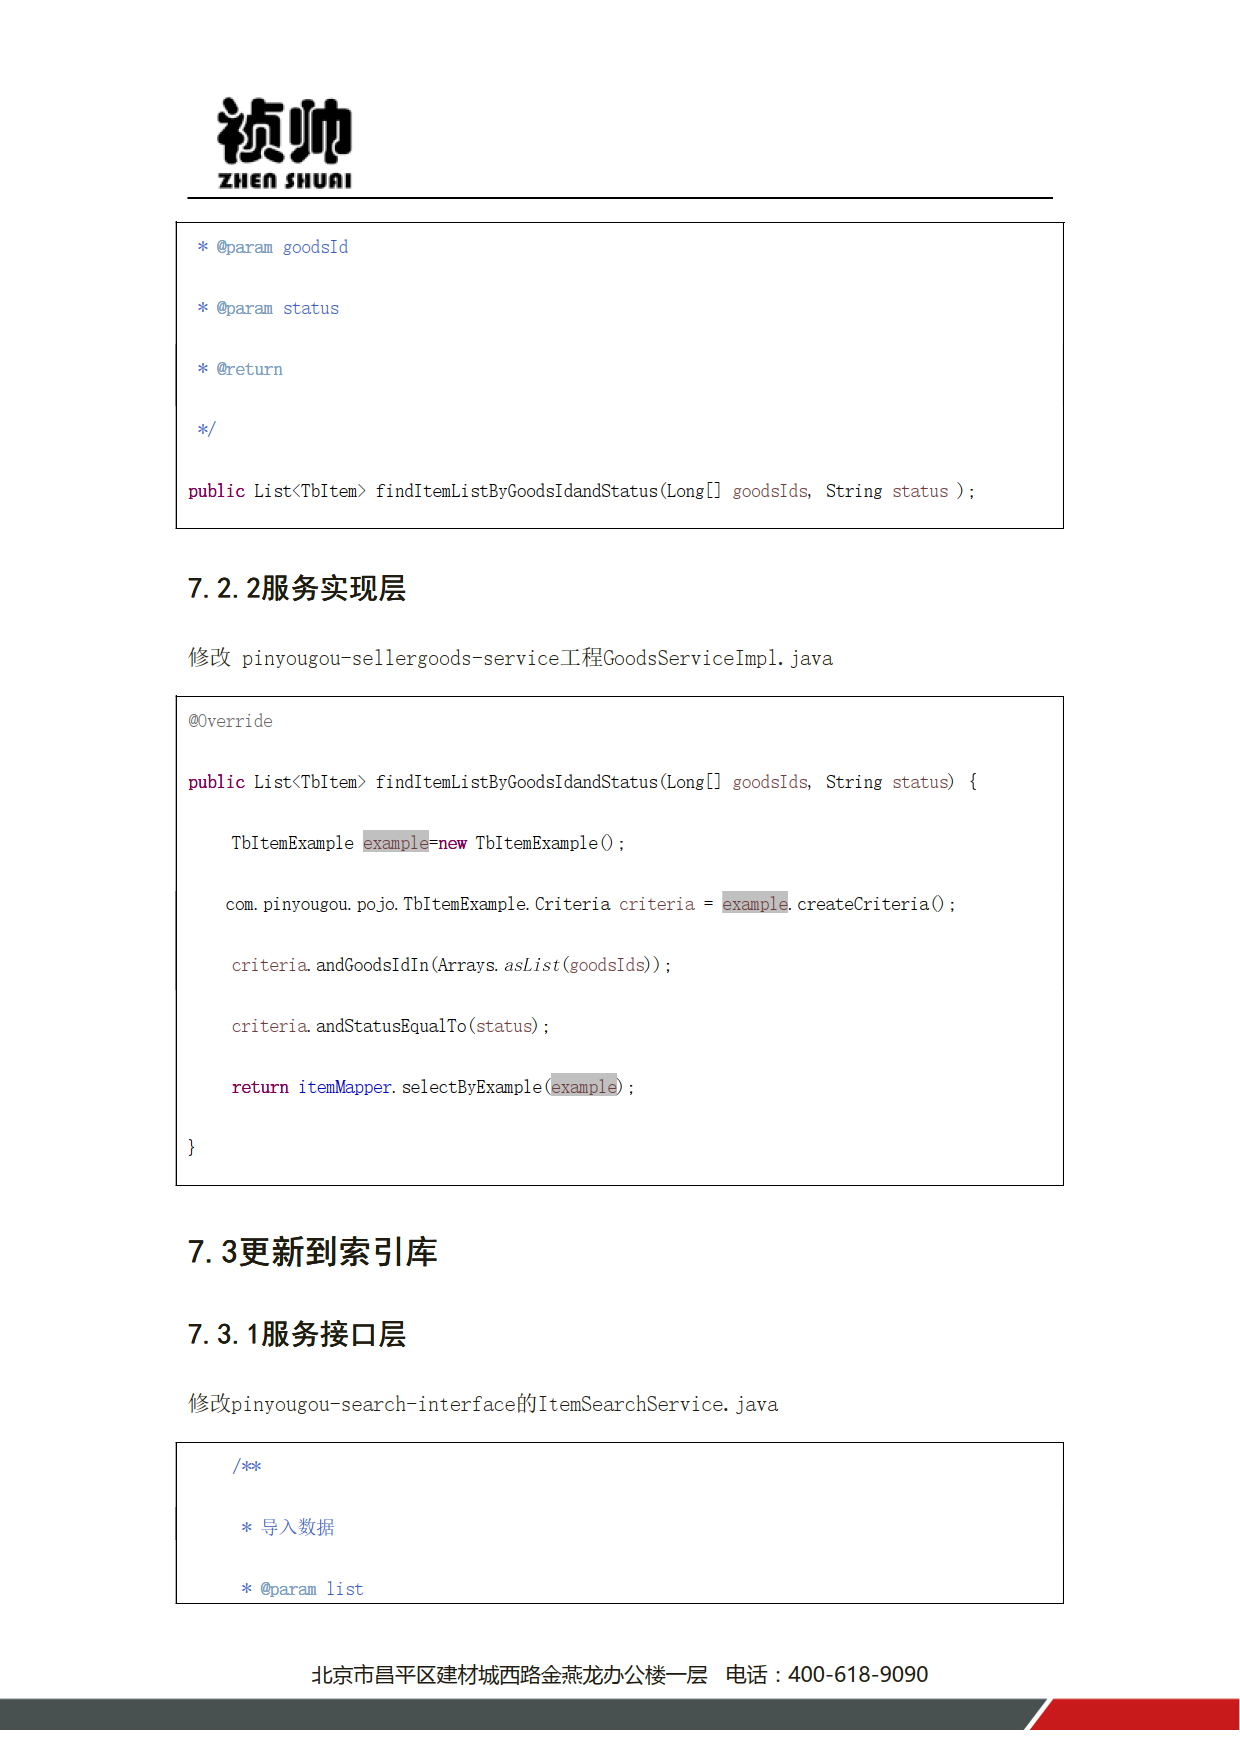 祯帅
ZHEN SHUAI
* @param goodsId
* @param status
* @return
*/
public List<TbItem> findItemListByGoodsIdandStatus(Long[] goodsIds, String status );
7.2.2服务实现层
修改 pinyougou-sellergoods-service工程GoodsServiceImpl.java
@Override
public List<TbItem> findItemListByGoodsIdandStatus(Long[] goodsIds, String status) {
TbItemExample example=new TbItemExample();
com.pinyougou.pojo.TbItemExample.Criteria criteria = example.createCriteria();
criteria.andGoodsIdIn(Arrays.asList(goodsIds));
criteria.andStatusEqualTo(status);
return itemMapper.selectByExample(example);
}
7.3更新到索引库
7.3.1服务接口层
修改pinyougou-search-interface的ItemSearchService.java
/**
* 导入数据
* @param list
北京市昌平区建材城西路金燕龙办公楼一层 电话：400-618-9090